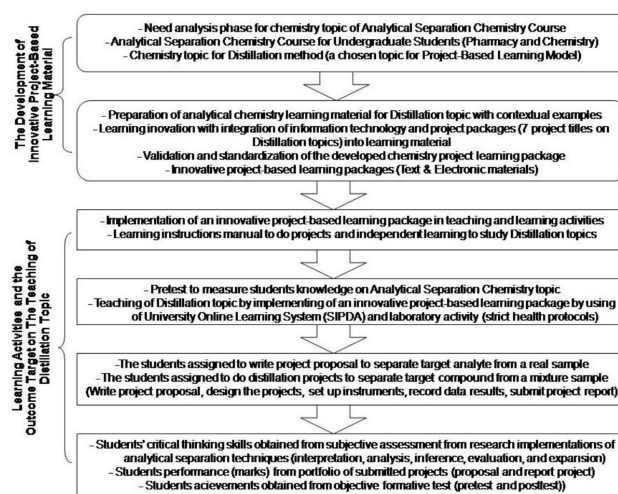 The Development of
Innovative Project-Based
Learning Material
- Need analysis phase for chemistry topic of Analytical Separation Chemistry Course
- Analytical Separation Chemistry Course for Undergraduate Students (Pharmacy and Chemistry)
- Chemistry topic for Distillation method (a chosen topic for Project-Based Learning Model)
- Preparation of analytical chemistry learning material for Distillation topic with contextual examples
- Learning inovation with integration of information technology and project packages (7 project titles on
Distillation topics) into learning material
- Validation and standardization of the developed chemistry project learning package
- Innovative project-based learning packages (Text & Electronic materials)
Learning Activities and the
Outcome Target on The Teaching of
Distillation Topic
- Implementation of an innovative project-based learning package in teaching and learning activities
- Learning instructions manual to do projects and independent learning to study Distillation topics
- Pretest to measure students knowledge on Analytical Separation Chemistry topic
- Teaching of Distillation topic by implementing of an innovative project-based learning package by using
of University Online Learning System (SIPDA) and laboratory activity (strict health protocols)
- The students assigned to write project proposal to separate target analyte from a real sample
- The students assigned to do distillation projects to separate target compound from a mixture sample
(Write project proposal, design the projects, set up instruments, record data results, submit project report)
- Students' critical thinking skills obtained from subjective assessment from research implementations of
analytical separation techniques (interpretation, analysis, inference, evaluation, and expansion)
- Students performance (marks) from portfolio of submitted projects (proposal and report project)
- Students acievements obtained from objective formative test (pretest and posttest))